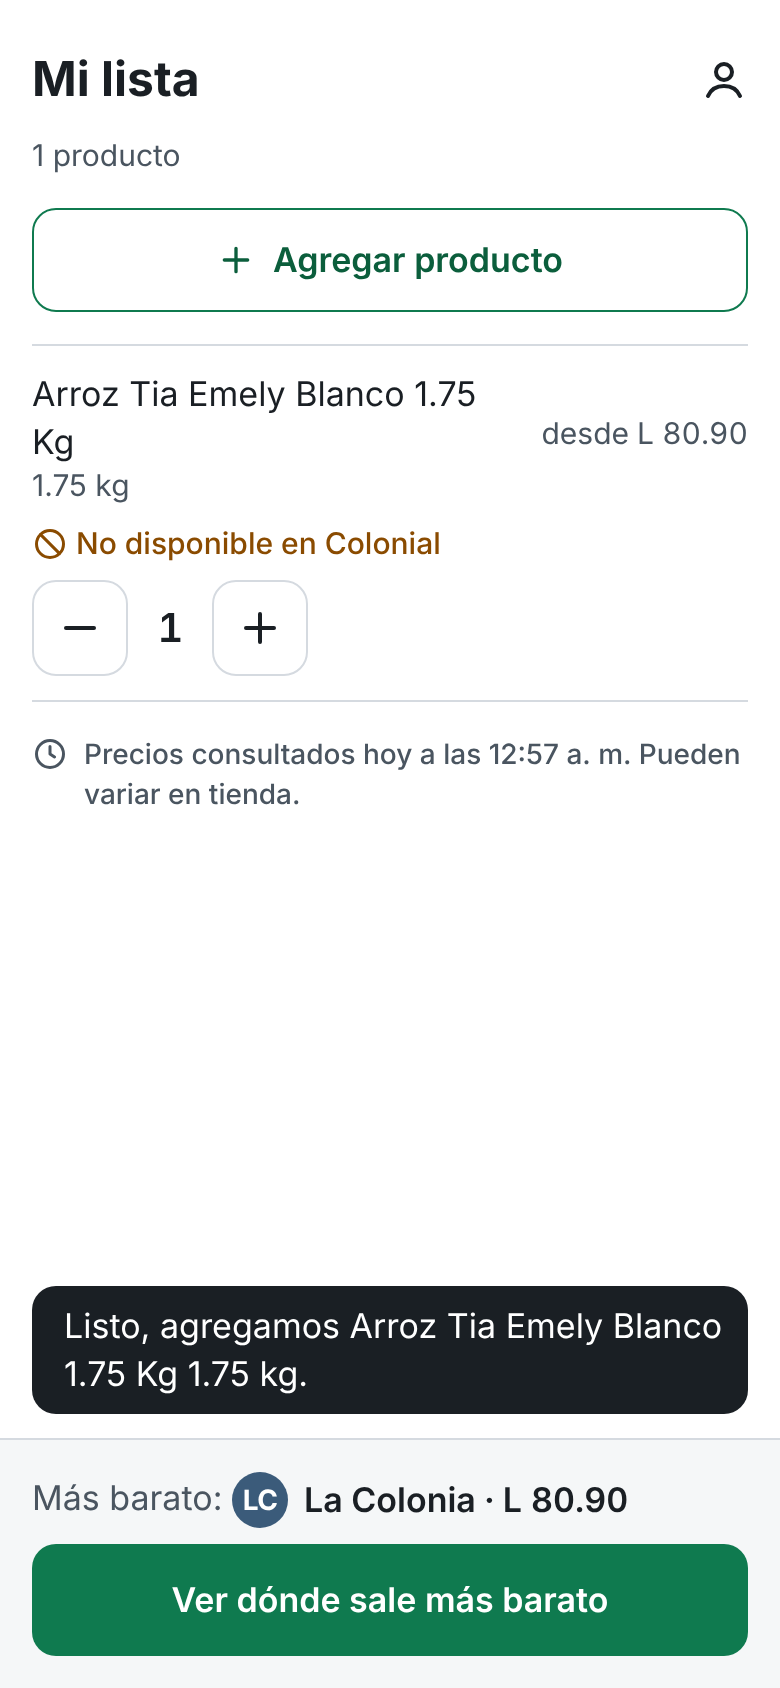 Mi lista
1 producto
Agregar producto
Arroz Tia Emely Blanco 1.75
Kg
desde L 80.90
1.75 kg
No disponible en Colonial
1
Precios consultados hoy a las 12:57 a. m. Pueden
variar en tienda.
Listo, agregamos Arroz Tia Emely Blanco
1.75 Kg 1.75 kg.
Más barato: LC La Colonia · L 80.90
Ver dónde sale más barato